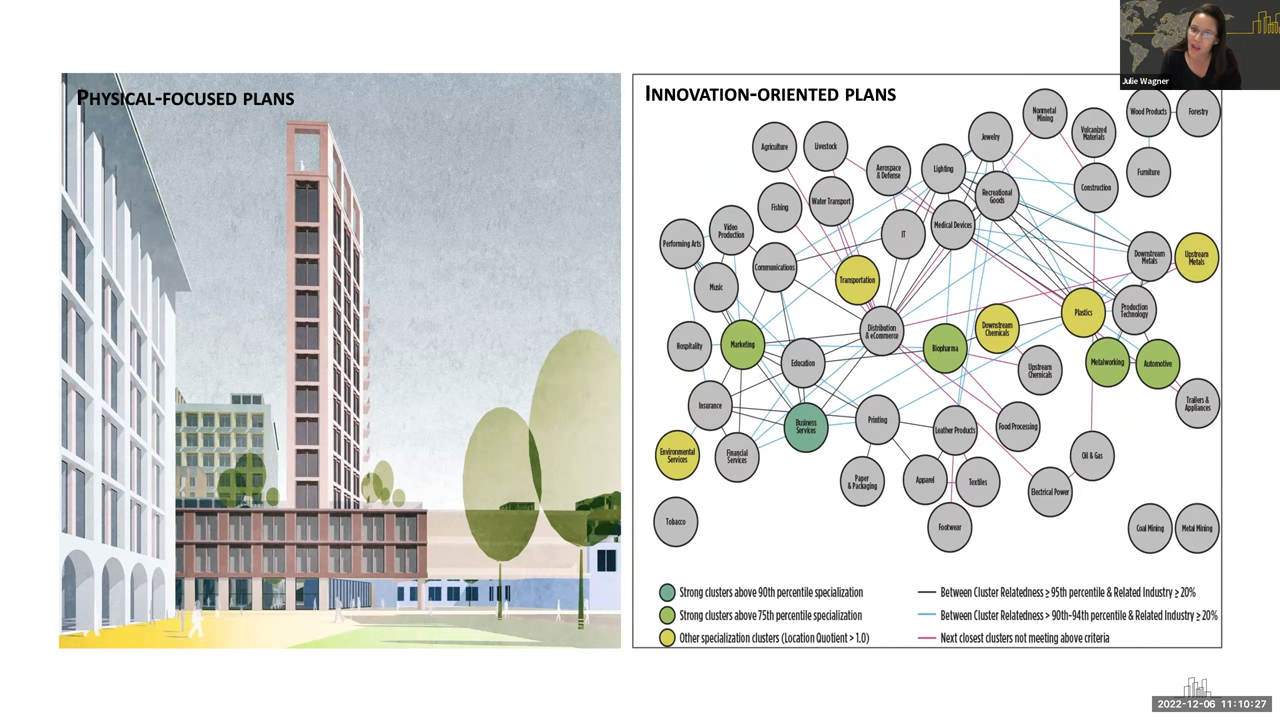 Julie Wagner
PHYSICAL-FOCUSED PLANS
INNOVATION-ORIENTED PLANS
Nonmetal
Mining
Wood Products
Forestry
Jewelry
Vulcanized
Materials
Agriculture
Livestock
Aerospace
& Defense
Lighting
Furniture
Recreational
Goods
Construction
Fishing
Water Transport
Medical Devices
IT
Video
Production
Performing Arts
Communications
Downstream
Metals
Upstream
Metals
Music
Transportation
Plastics
Production
Technology
Distribution
& eCommerce
Downstream
Chemicals
Hospitality
Marketing
Education
Biopharma
Upstream
Chemicals
Metalworking
Automotive
Insurance
Business
Services
Printing
Leather Products
Food Processing
Trailers &
Appliances
Environmental
Services
Financial
Services
Oil & Gas
Paper
& Packaging
Apparel
Textiles
Electrical Power
Tobacco
Footwear
Coal Mining
Metal Mining
Strong clusters above 90th percentile specialization
Strong clusters above 75th percentile specialization
Other specialization clusters (Location Quotient > 1.0)
Between Cluster Relatedness ≥ 95th percentile & Related Industry ≥ 20%
Between Cluster Relatedness > 90th-94th percentile & Related Industry ≥ 20%
Next closest clusters not meeting above criteria
2022-12-06 11:10:27